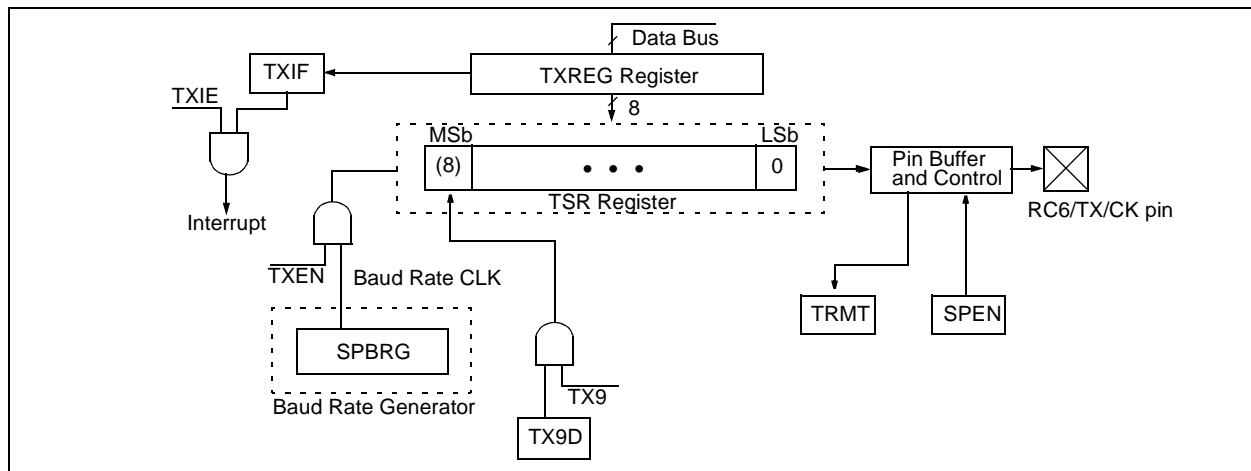 Data Bus
TXIF
TXREG Register
TXIE
8
MSb
LSb
(8)
• • •
0
Pin Buffer
and Control
TSR Register
Interrupt
RC6/TX/CK pin
TXEN
Baud Rate CLK
TRMT
SPEN
SPBRG
TX9
Baud Rate Generator
TX9D